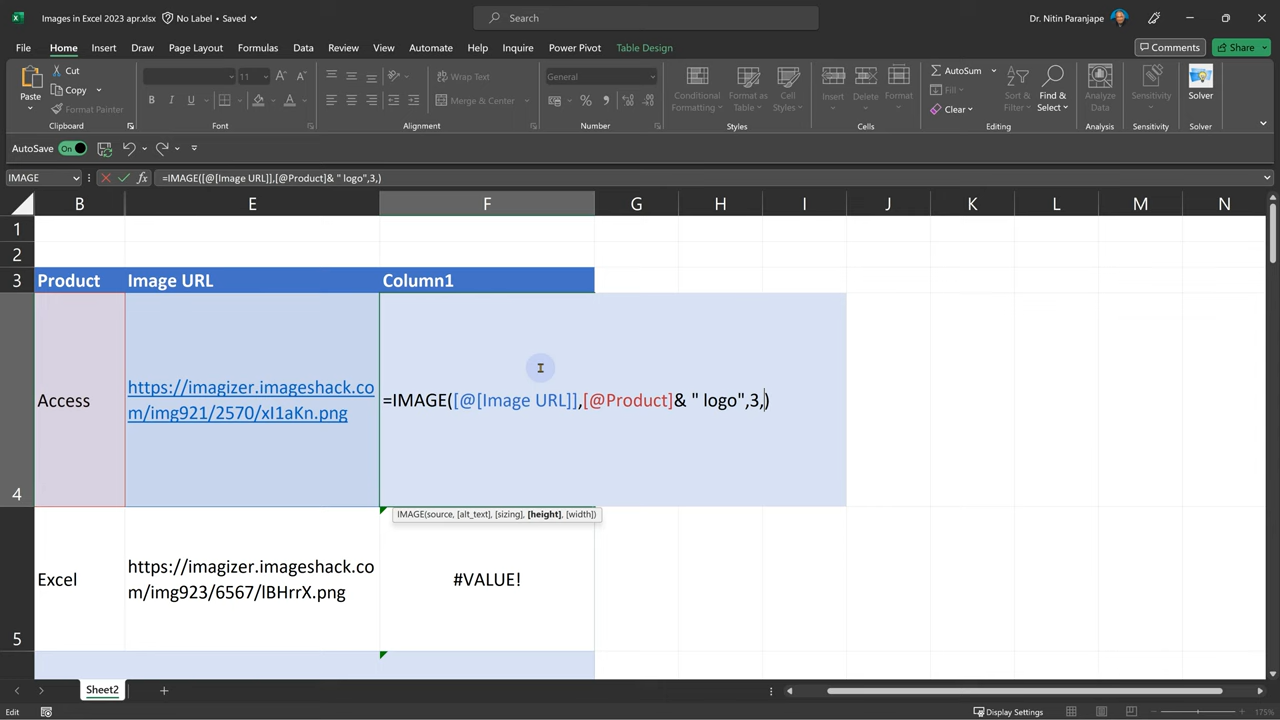 Images in Excel 2023 apr.xlsx No Label • Saved
Search
Dr. Nitin Paranjape
File Home Insert Draw Page Layout Formulas Data Review View Automate Help Inquire Power Pivot Table Design Comments Share
Paste
Cut
Copy
Format Painter
Clipboard
11
A A
B I U A
Font
Wrap Text
Merge & Center
Alignment
General
%
Number
Conditional Formatting
Format as Table
Cell Styles
Styles
Insert
Delete
Format
Cells
AutoSum
Fill
Clear
Sort & Filter
Find & Select
Editing
Analyze Data
Analysis
Sensitivity
Sensitivity
Solver
Solver
AutoSave On
IMAGE fx =IMAGE([@[Image URL]],[@Product]& " logo",3,)
B E F G H I J K L M N
1
2
3 Product Image URL Column1
https://imagizer.imageshack.co
Access =IMAGE([@[Image URL]],[@Product]& " logo",3,)
m/img921/2570/xI1aKn.png
4
IMAGE(source, [alt_text], [sizing], [height], [width])
https://imagizer.imageshack.co
Excel #VALUE!
m/img923/6567/lBHrrX.png
5
Sheet2
Edit
Display Settings
175%